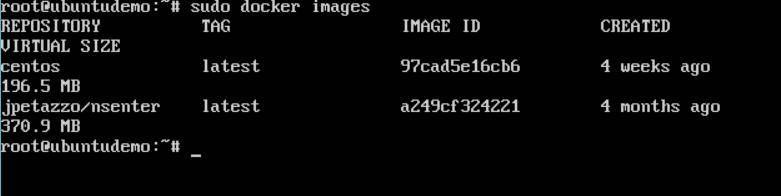 root@ubuntudemo:~# sudo docker images
REPOSITORY TAG IMAGE ID CREATED
VIRTUAL SIZE
centos latest 97cad5e16cb6 4 weeks ago
196.5 MB
jpetazzo/nsenter latest a249cf324221 4 months ago
370.9 MB
root@ubuntudemo:~# _